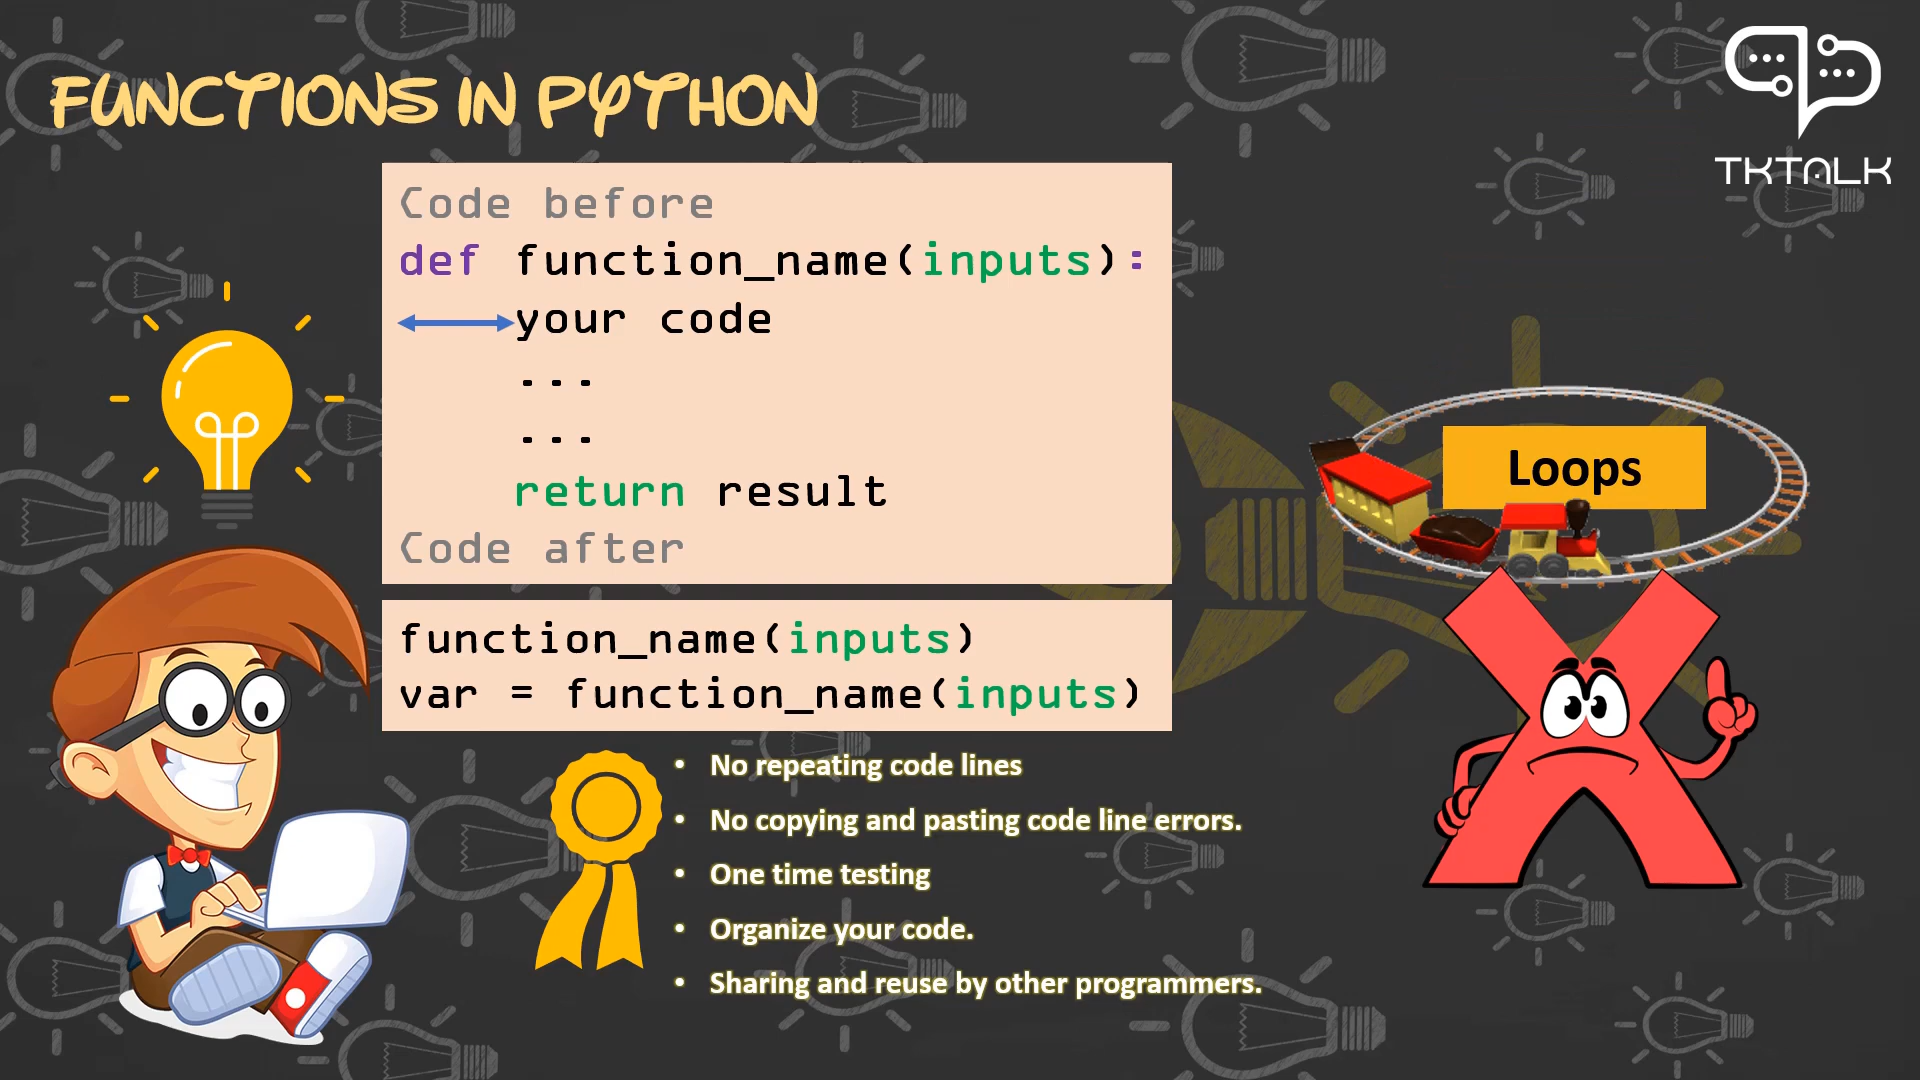 FUNCTIONS IN PYTHON
TKTALK
Code before
def function_name(inputs):
your code
...
...
return result
Code after
function_name(inputs)
var = function_name(inputs)
Loops
• No repeating code lines
• No copying and pasting code line errors.
• One time testing
• Organize your code.
• Sharing and reuse by other programmers.